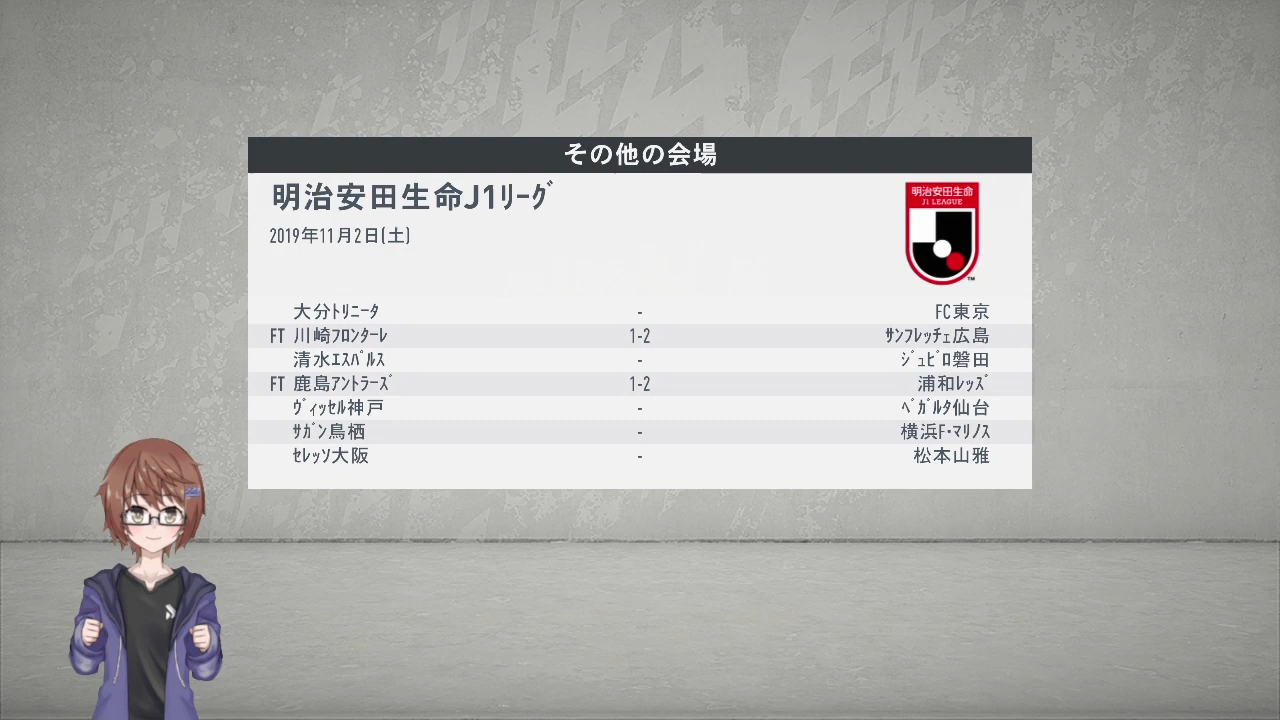 その他の会場
明治安田生命J1ﾘｰｸﾞ
2019年11月2日(土)
明治安田生命
J1 LEAGUE
TM
大分ﾄﾘﾆｰﾀ - FC東京
FT 川崎ﾌﾛﾝﾀｰﾚ 1-2 ｻﾝﾌﾚｯﾁｪ広島
清水ｴｽﾊﾟﾙｽ - ｼﾞｭﾋﾞﾛ磐田
FT 鹿島ｱﾝﾄﾗｰｽﾞ 1-2 浦和ﾚｯｽﾞ
ｳﾞｨｯｾﾙ神戸 - ﾍﾞｶﾞﾙﾀ仙台
ｻｶﾞﾝ鳥栖 - 横浜F･ﾏﾘﾉｽ
ｾﾚｯｿ大阪 - 松本山雅